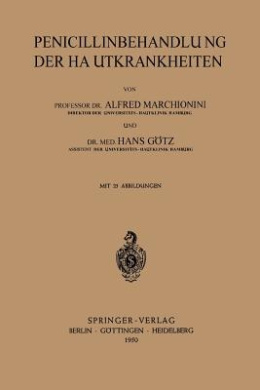 PENICILLINBEHANDLUNG
DER HAUTKRANKHEITEN
VON
PROFESSOR DR. ALFRED MARCHIONINI
DIREKTOR DER UNIVERSITÄTS-HAUTKLINIK HAMBURG
UND
DR. MED. HANS GÖTZ
ASSISTENT DER UNIVERSITÄTS-HAUTKLINIK HAMBURG
MIT 21 ABBILDUNGEN
SPRINGER-VERLAG
BERLIN · GÖTTINGEN · HEIDELBERG
1950